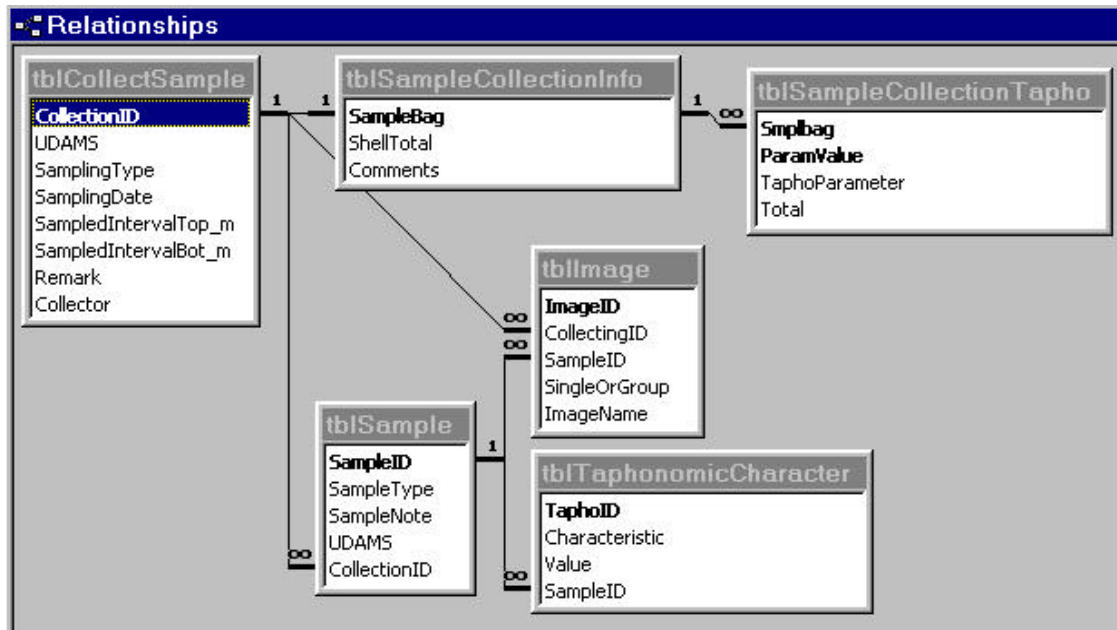 Relationships
tblCollectSample
CollectionID
UDAMS
SamplingType
SamplingDate
SampledIntervalTop_m
SampledIntervalBot_m
Remark
Collector
1
1
tblSampleCollectionInfo
SampleBag
ShellTotal
Comments
1
∞
tblSampleCollectionTapho
Smplbag
ParamValue
TaphoParameter
Total
tblImage
ImageID
CollectingID
SampleID
SingleOrGroup
ImageName
∞
∞
tblSample
SampleID
SampleType
SampleNote
UDAMS
CollectionID
∞
1
tblTaphonomicCharacter
TaphoID
Characteristic
Value
SampleID
∞